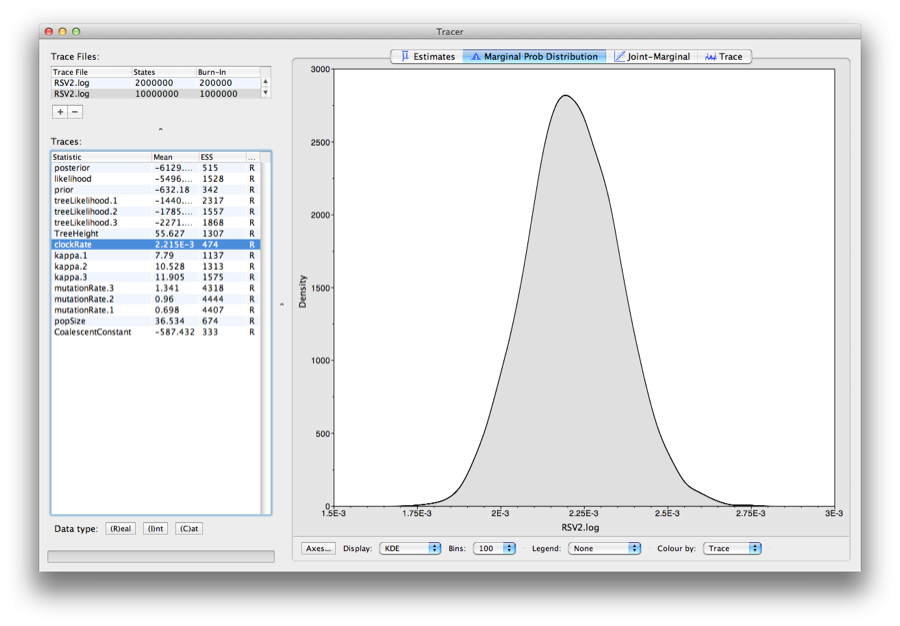 Tracer
Trace Files:
Trace File States Burn-In
RSV2.log 2000000 200000
RSV2.log 10000000 1000000
+ −
Traces:
Statistic Mean ESS ...
posterior -6129.... 515 R
likelihood -5496.... 1528 R
prior -632.18 342 R
treeLikelihood.1 -1440.... 2317 R
treeLikelihood.2 -1785.... 1557 R
treeLikelihood.3 -2271.... 1868 R
TreeHeight 55.627 1307 R
clockRate 2.215E-3 474 R
kappa.1 7.79 1137 R
kappa.2 10.528 1313 R
kappa.3 11.905 1575 R
mutationRate.3 1.341 4318 R
mutationRate.2 0.96 4444 R
mutationRate.1 0.698 4407 R
popSize 36.534 674 R
CoalescentConstant -587.432 333 R
Data type: (R)eal (I)nt (C)at
Estimates Marginal Prob Distribution Joint-Marginal Trace
3000
2500
2000
1500
1000
500
0
Density
1.5E-3 1.75E-3 2E-3 2.25E-3 2.5E-3 2.75E-3 3E-3
RSV2.log
Axes... Display: KDE Bins: 100 Legend: None Colour by: Trace